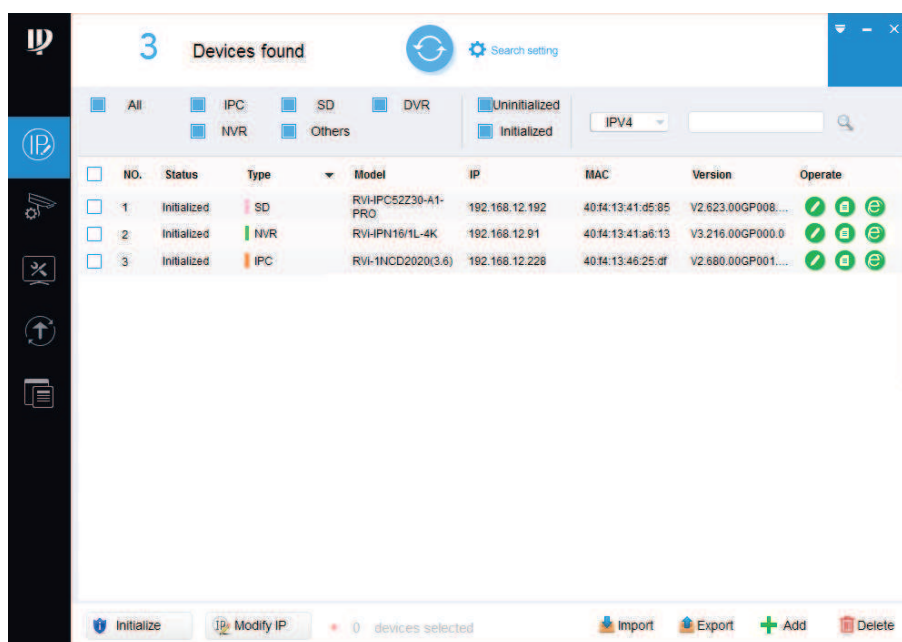 3 Devices found Search setting
All IPC SD DVR Uninitialized
NVR Others Initialized
IPV4
NO. Status Type Model IP MAC Version Operate
1 Initialized SD RVI-IPC52Z30-A1-PRO 192.168.12.192 40:f4:13:41:d5:85 V2.623.00GP008....
2 Initialized NVR RVI-IPN16/1L-4K 192.168.12.91 40:f4:13:41:a6:13 V3.216.00GP000.0
3 Initialized IPC RVI-1NCD2020(3.6) 192.168.12.228 40:f4:13:46:25:df V2.680.00GP001....
Initialize Modify IP 0 devices selected Import Export Add Delete